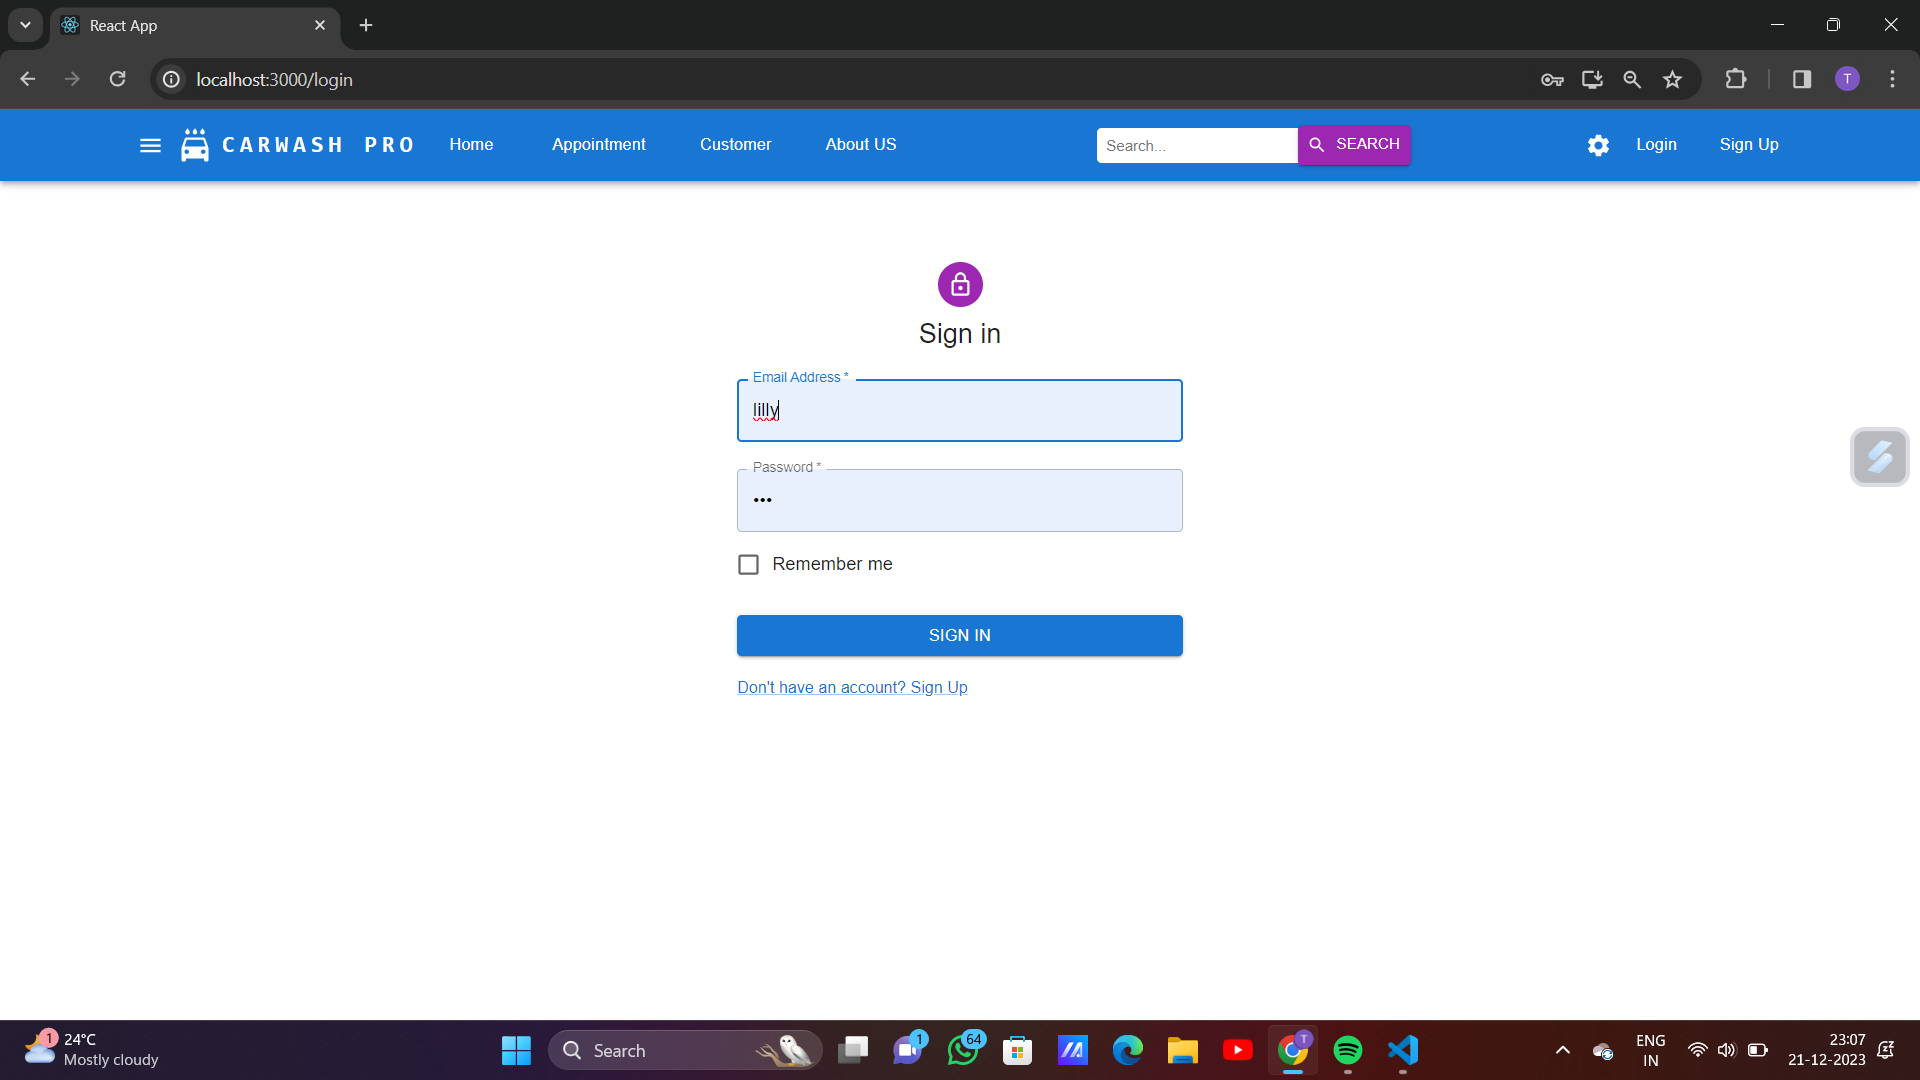 React App
localhost:3000/login
T
CARWASH PRO
Home
Appointment
Customer
About US
Search...
SEARCH
Login
Sign Up
Sign in
Email Address *
lilly
Password *
•••
Remember me
SIGN IN
Don't have an account? Sign Up
1
24°C
Mostly cloudy
Search
1
64
T
ENG
IN
23:07
21-12-2023